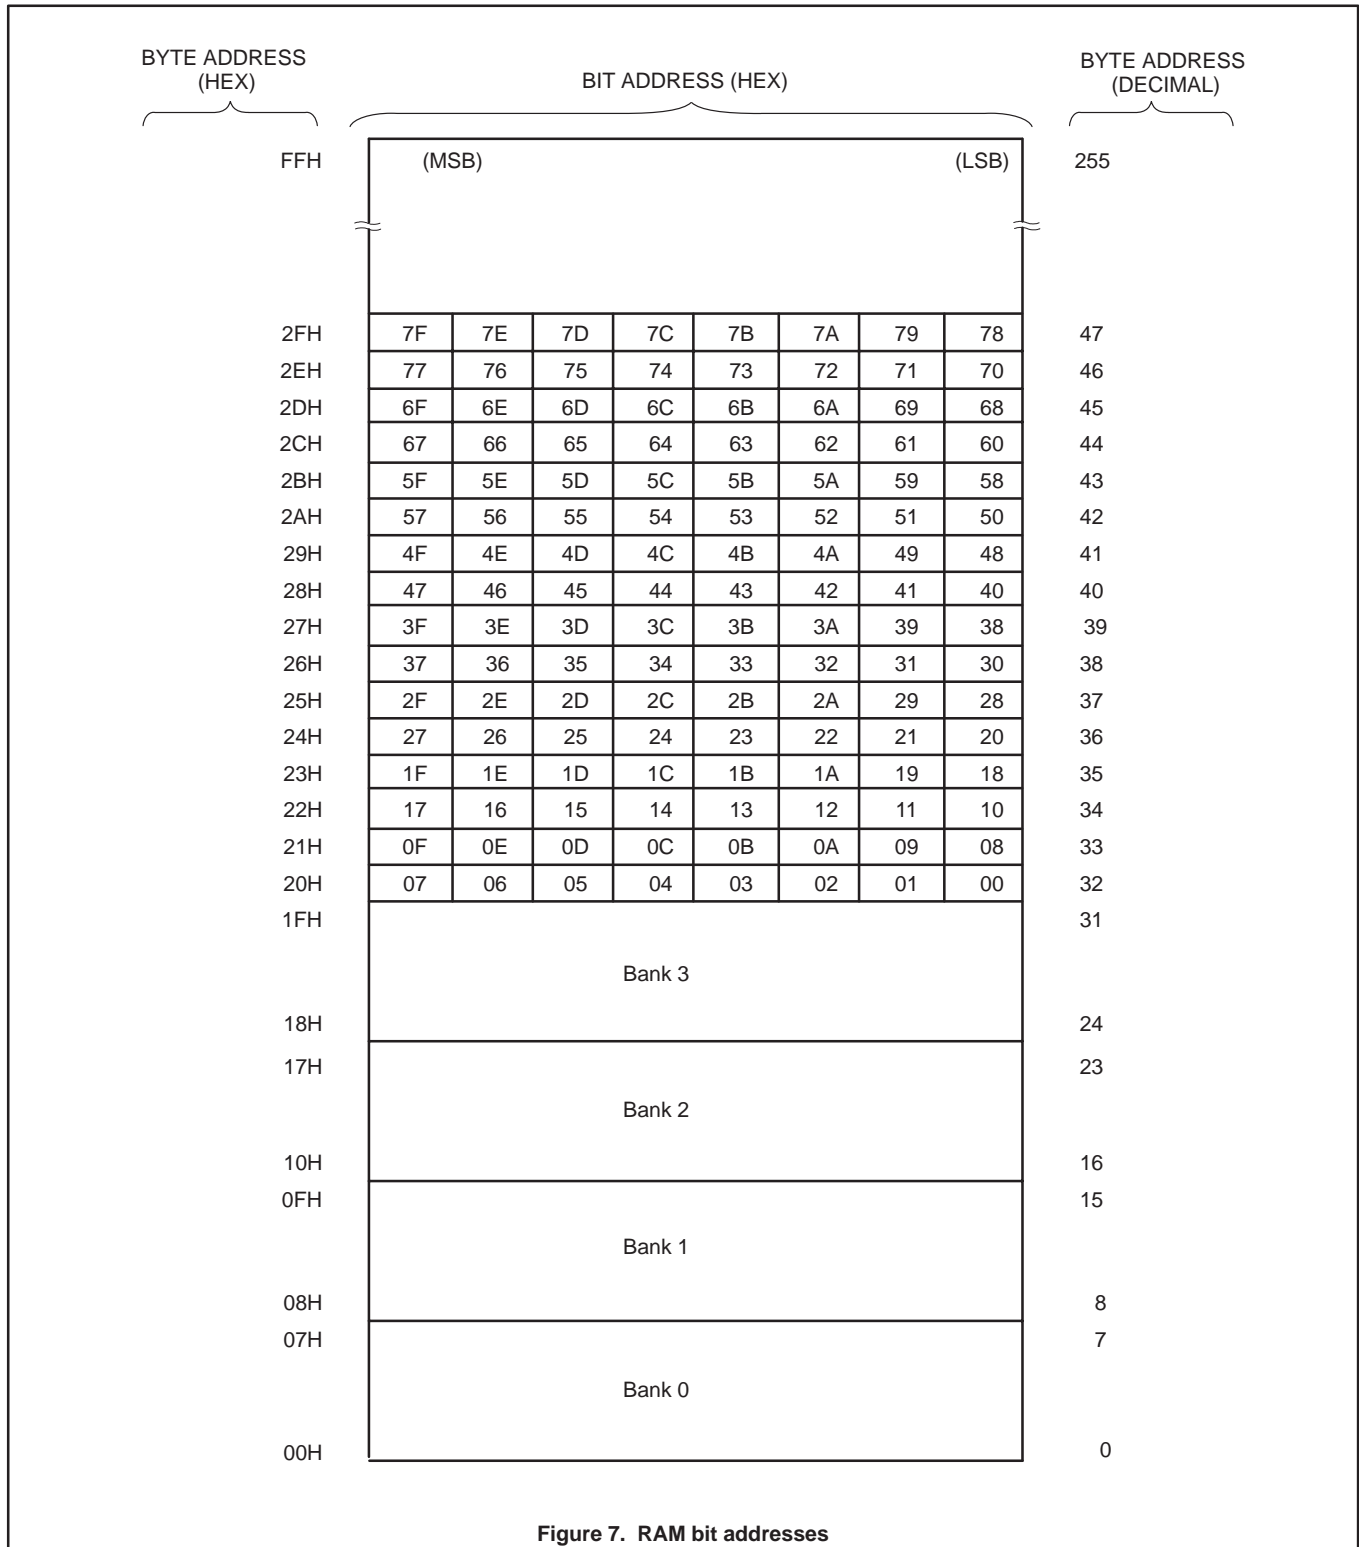 BYTE ADDRESS
(HEX)
BIT ADDRESS (HEX)
BYTE ADDRESS
(DECIMAL)
FFH (MSB) (LSB) 255
2FH 7F 7E 7D 7C 7B 7A 79 78 47
2EH 77 76 75 74 73 72 71 70 46
2DH 6F 6E 6D 6C 6B 6A 69 68 45
2CH 67 66 65 64 63 62 61 60 44
2BH 5F 5E 5D 5C 5B 5A 59 58 43
2AH 57 56 55 54 53 52 51 50 42
29H 4F 4E 4D 4C 4B 4A 49 48 41
28H 47 46 45 44 43 42 41 40 40
27H 3F 3E 3D 3C 3B 3A 39 38 39
26H 37 36 35 34 33 32 31 30 38
25H 2F 2E 2D 2C 2B 2A 29 28 37
24H 27 26 25 24 23 22 21 20 36
23H 1F 1E 1D 1C 1B 1A 19 18 35
22H 17 16 15 14 13 12 11 10 34
21H 0F 0E 0D 0C 0B 0A 09 08 33
20H 07 06 05 04 03 02 01 00 32
1FH 31
Bank 3
18H 24
17H 23
Bank 2
10H 16
0FH 15
Bank 1
08H 8
07H 7
Bank 0
00H 0
Figure 7. RAM bit addresses